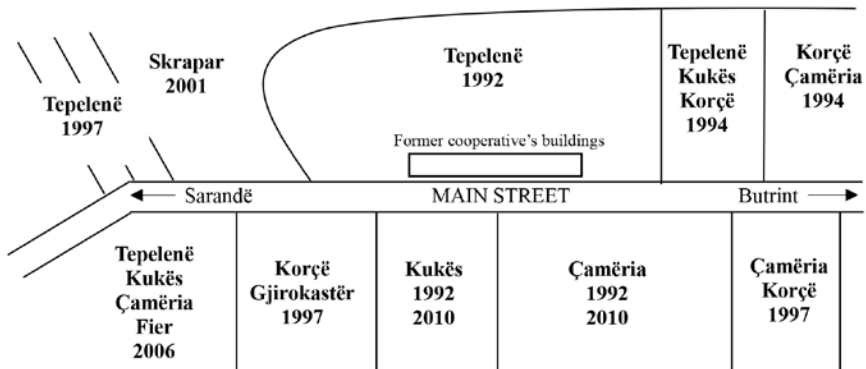 Tepelenë
1997
Skrapar
2001
Tepelenë
1992
Former cooperative's buildings
Tepelenë
Kukës
Korçë
1994
Korçë
Çamëria
1994
Sarandë
MAIN STREET
Butrint
Tepelenë
Kukës
Çamëria
Fier
2006
Korçë
Gjirokastër
1997
Kukës
1992
2010
Çamëria
1992
2010
Çamëria
Korçë
1997